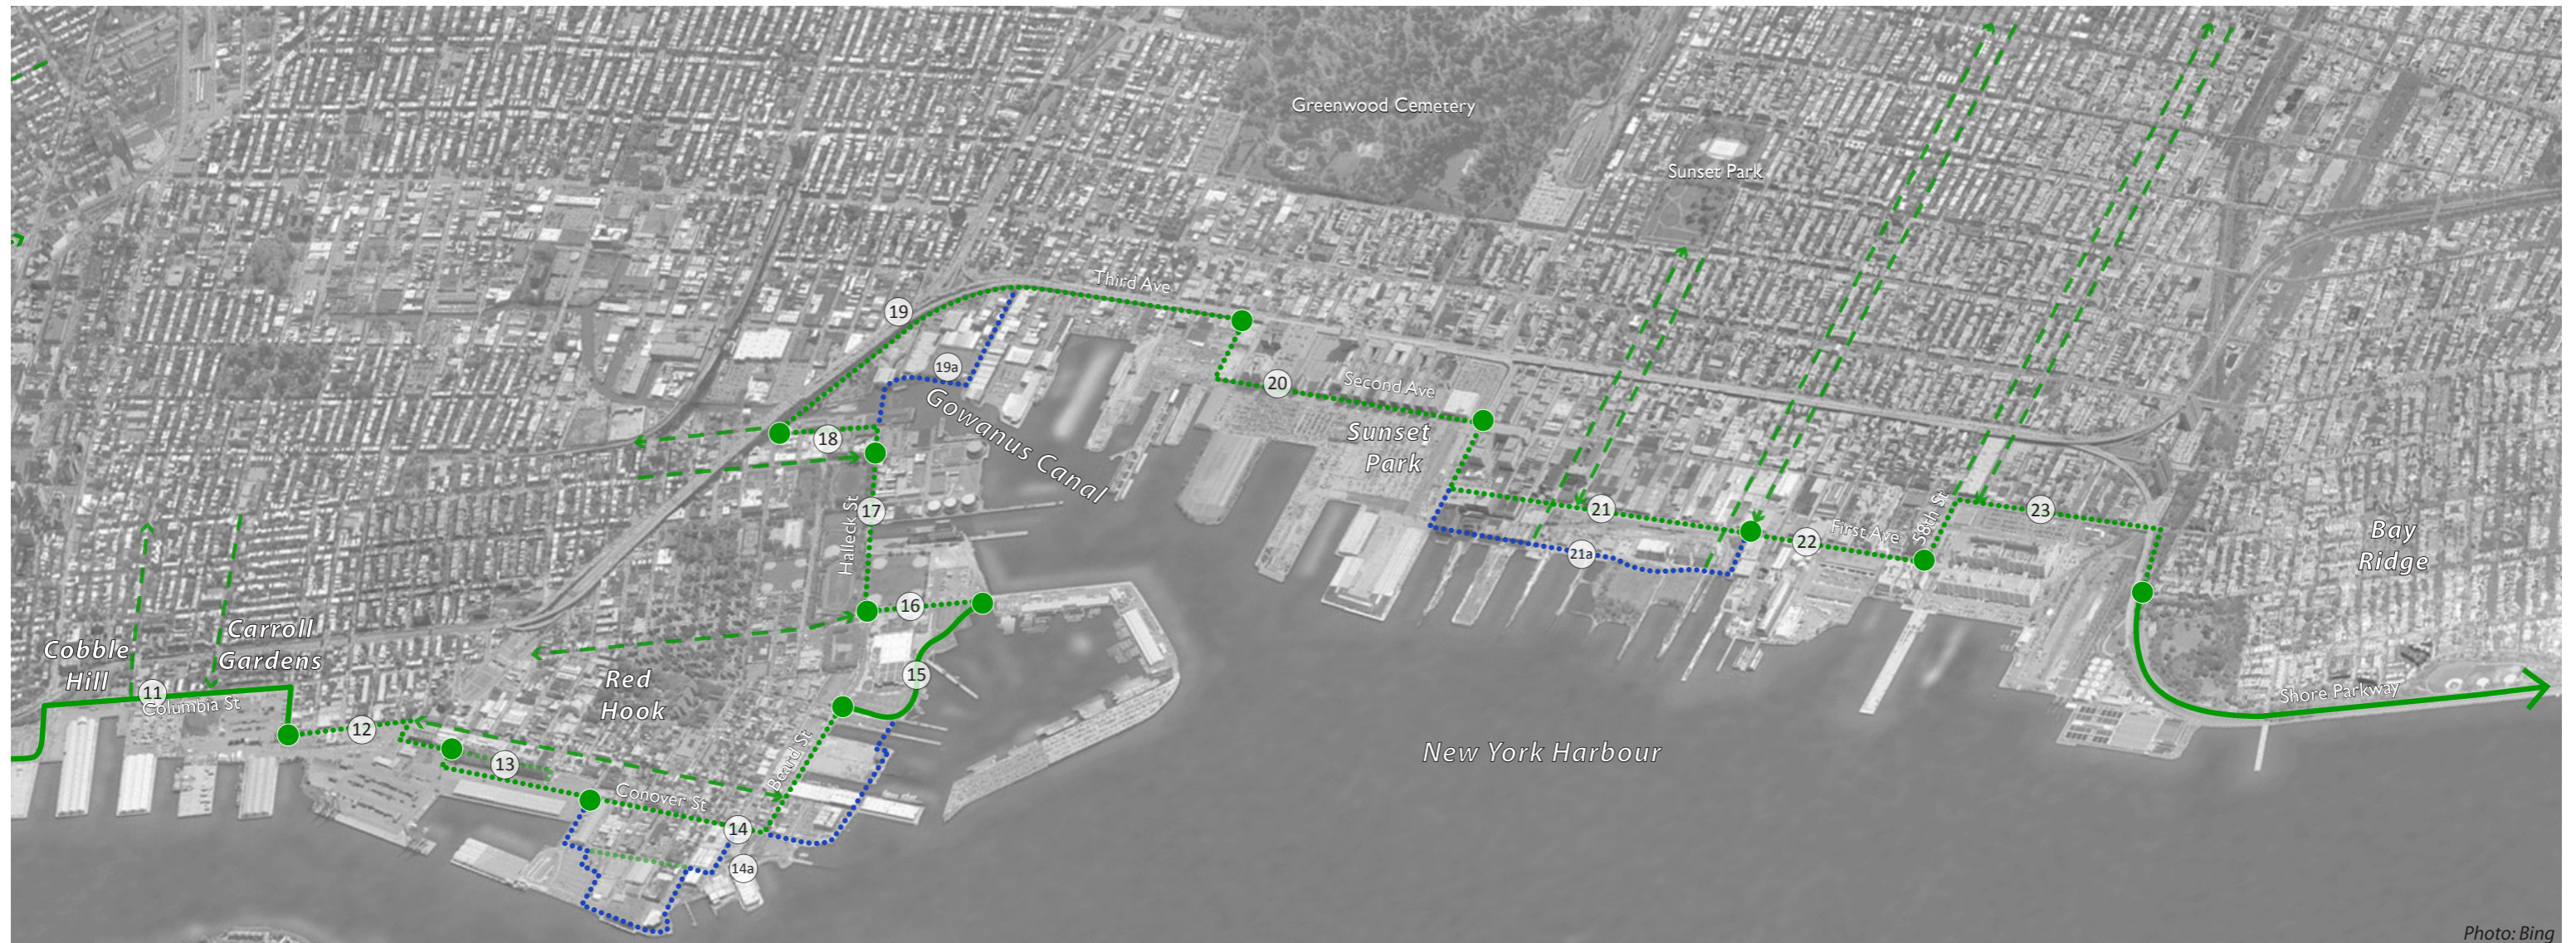 Greenwood Cemetery
Sunset Park
Third Ave
19
19a
Second Ave
20
Gowanus Canal
18
Sunset
Park
Halleck St
17
21
First Ave
22
58th St
23
21a
Bay
Ridge
16
Cobble
Hill
Carroll
Gardens
Red
Hook
15
11
Columbia St
12
Shore Parkway
Beard St
New York Harbour
13
Conover St
14
14a
Photo: Bing